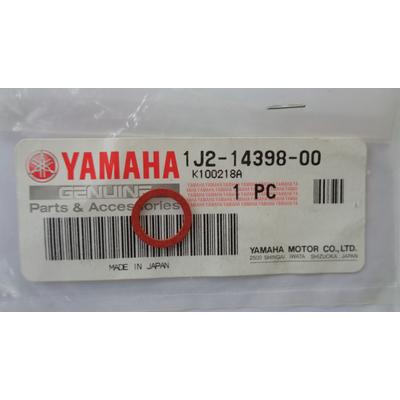 YAMAHA 1J2-14398-00
K100218A
GENUINE
1 PC
Parts & Accessories
MADE IN JAPAN
YAMAHA MOTOR CO.,LTD.
2500 SHINGAI IWATA SHIZUOKA JAPAN